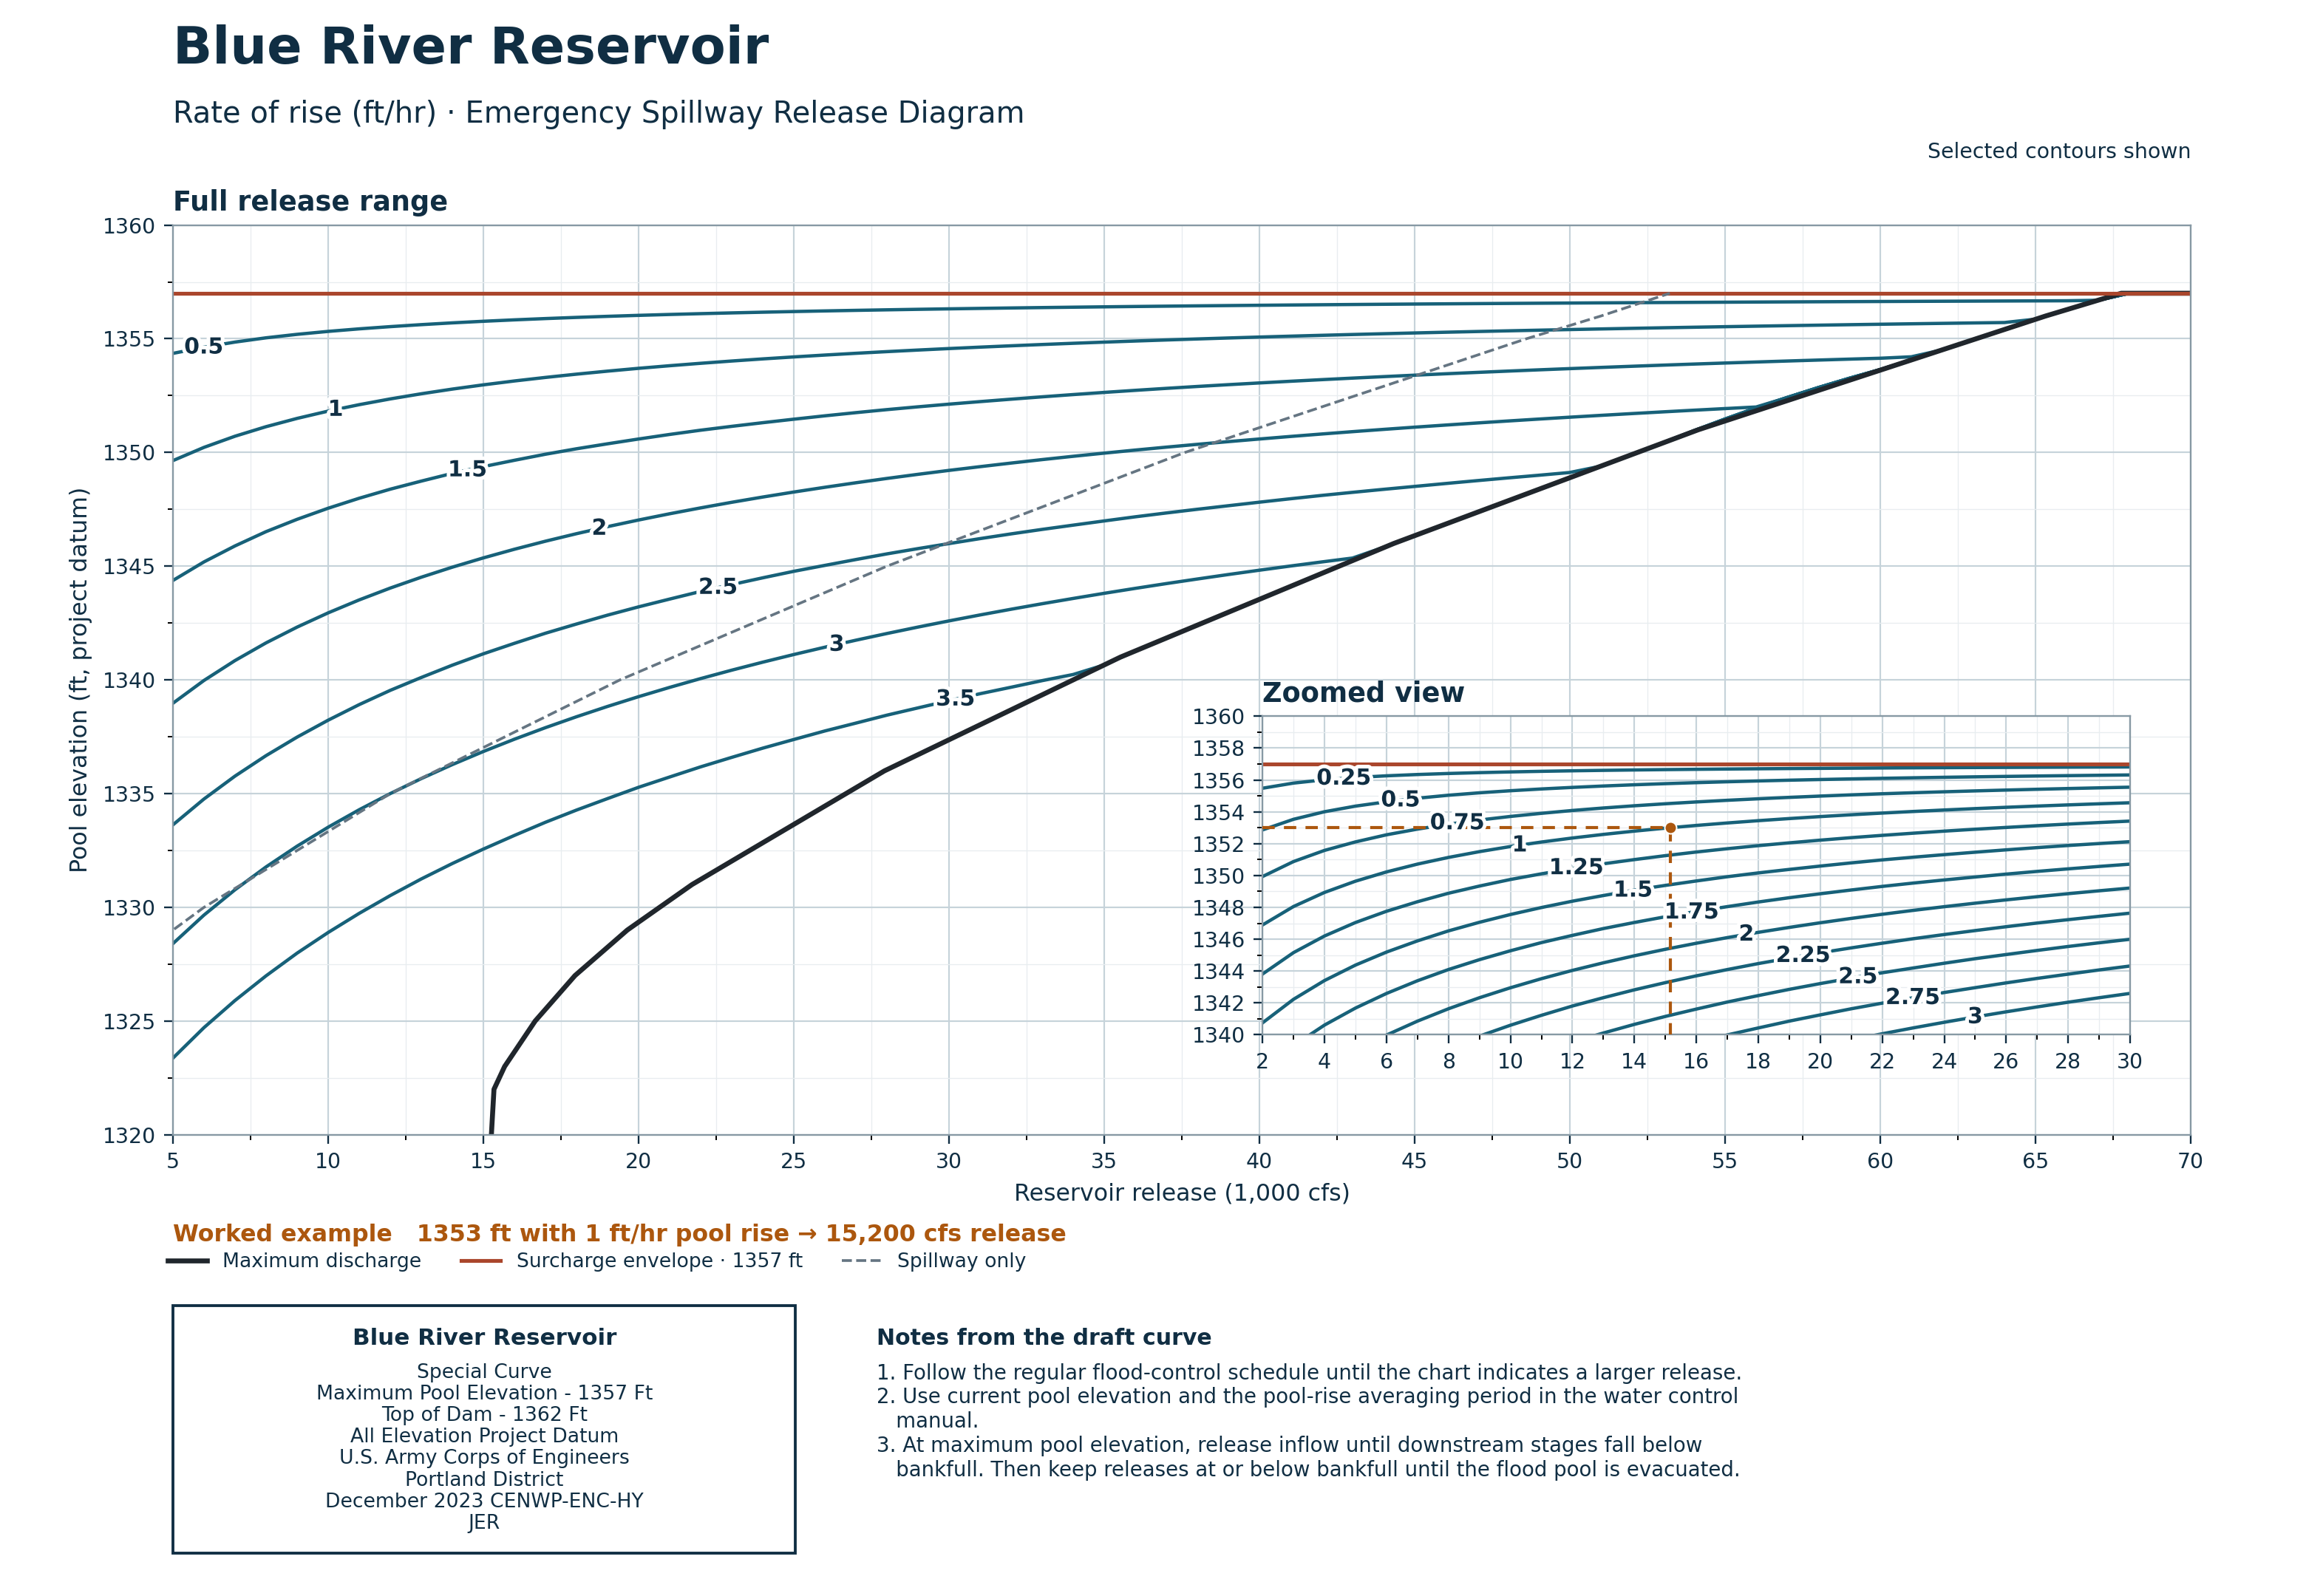 Blue River Reservoir
Rate of rise (ft/hr) · Emergency Spillway Release Diagram
Selected contours shown
Full release range
1360
1355
1350
1345
1340
1335
1330
1325
1320
Pool elevation (ft, project datum)
0.5
1
1.5
2
2.5
3
3.5
5 10 15 20 25 30 35 40 45 50 55 60 65 70
Reservoir release (1,000 cfs)
Zoomed view
1360
1358
1356
1354
1352
1350
1348
1346
1344
1342
1340
0.25
0.5
0.75
1
1.25
1.5
1.75
2
2.25
2.5
2.75
3
2 4 6 8 10 12 14 16 18 20 22 24 26 28 30
Worked example 1353 ft with 1 ft/hr pool rise → 15,200 cfs release
Maximum discharge Surcharge envelope · 1357 ft Spillway only
Blue River Reservoir
Special Curve
Maximum Pool Elevation - 1357 Ft
Top of Dam - 1362 Ft
All Elevation Project Datum
U.S. Army Corps of Engineers
Portland District
December 2023 CENWP-ENC-HY
JER
Notes from the draft curve
1. Follow the regular flood-control schedule until the chart indicates a larger release.
2. Use current pool elevation and the pool-rise averaging period in the water control
manual.
3. At maximum pool elevation, release inflow until downstream stages fall below
bankfull. Then keep releases at or below bankfull until the flood pool is evacuated.